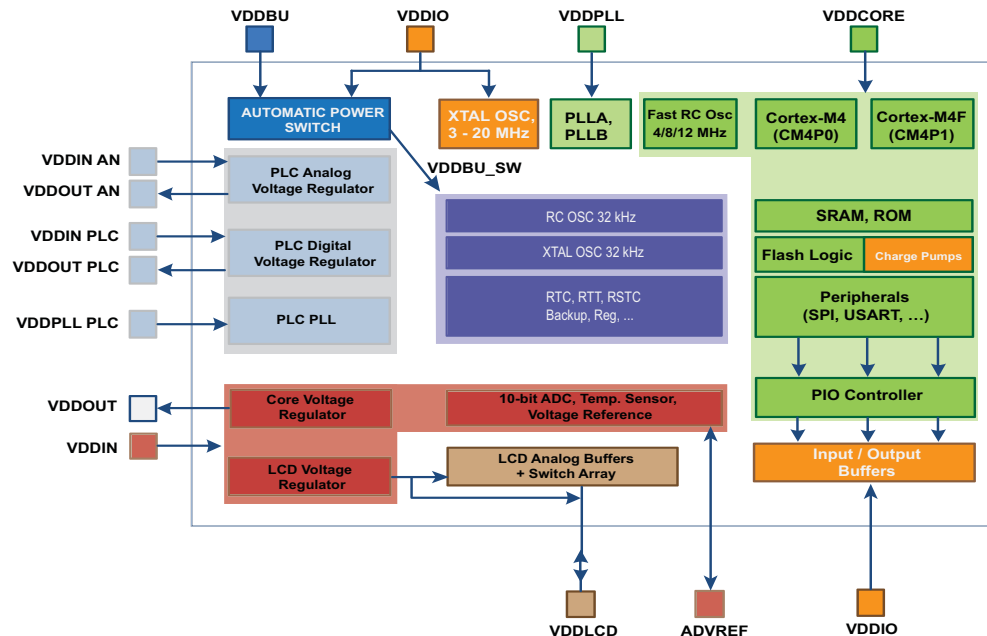 VDDBU
VDDIO
VDDPLL
VDDCORE
AUTOMATIC POWER
SWITCH
XTAL OSC,
3 - 20 MHz
PLLA,
PLLB
Fast RC Osc
4/8/12 MHz
Cortex-M4
(CM4P0)
Cortex-M4F
(CM4P1)
VDDIN AN
VDDOUT AN
PLC Analog
Voltage Regulator
VDDBU_SW
VDDIN PLC
VDDOUT PLC
PLC Digital
Voltage Regulator
RC OSC 32 kHz
XTAL OSC 32 kHz
RTC, RTT, RSTC
Backup, Reg, ...
SRAM, ROM
Flash Logic
Charge Pumps
Peripherals
(SPI, USART, ...)
VDDPLL PLC
PLC PLL
VDDOUT
VDDIN
Core Voltage
Regulator
10-bit ADC, Temp. Sensor,
Voltage Reference
PIO Controller
LCD Voltage
Regulator
LCD Analog Buffers
+ Switch Array
Input / Output
Buffers
VDDLCD
ADVREF
VDDIO